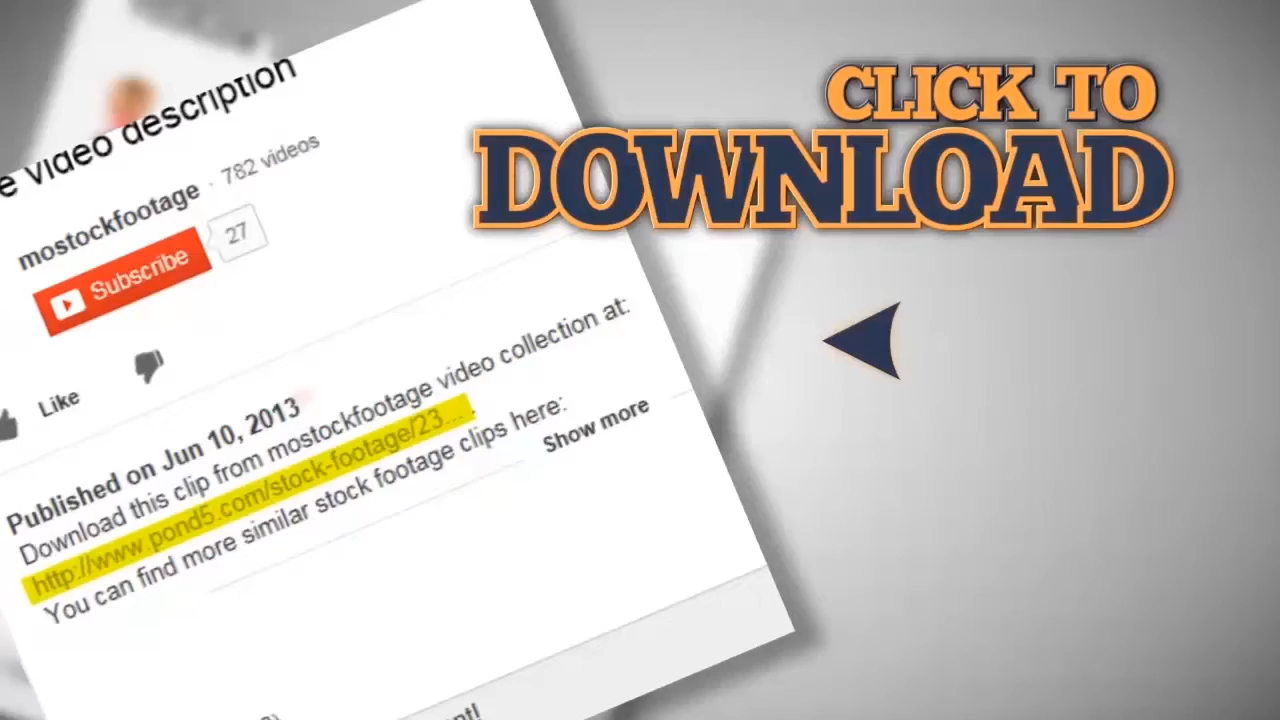 e video description
mostockfootage · 782 videos
Subscribe
27
Like
Published on Jun 10, 2013
Download this clip from mostockfootage video collection at:
http://www.pond5.com/stock-footage/23... .
You can find more similar stock footage clips here:
Show more
CLICK TO
DOWNLOAD